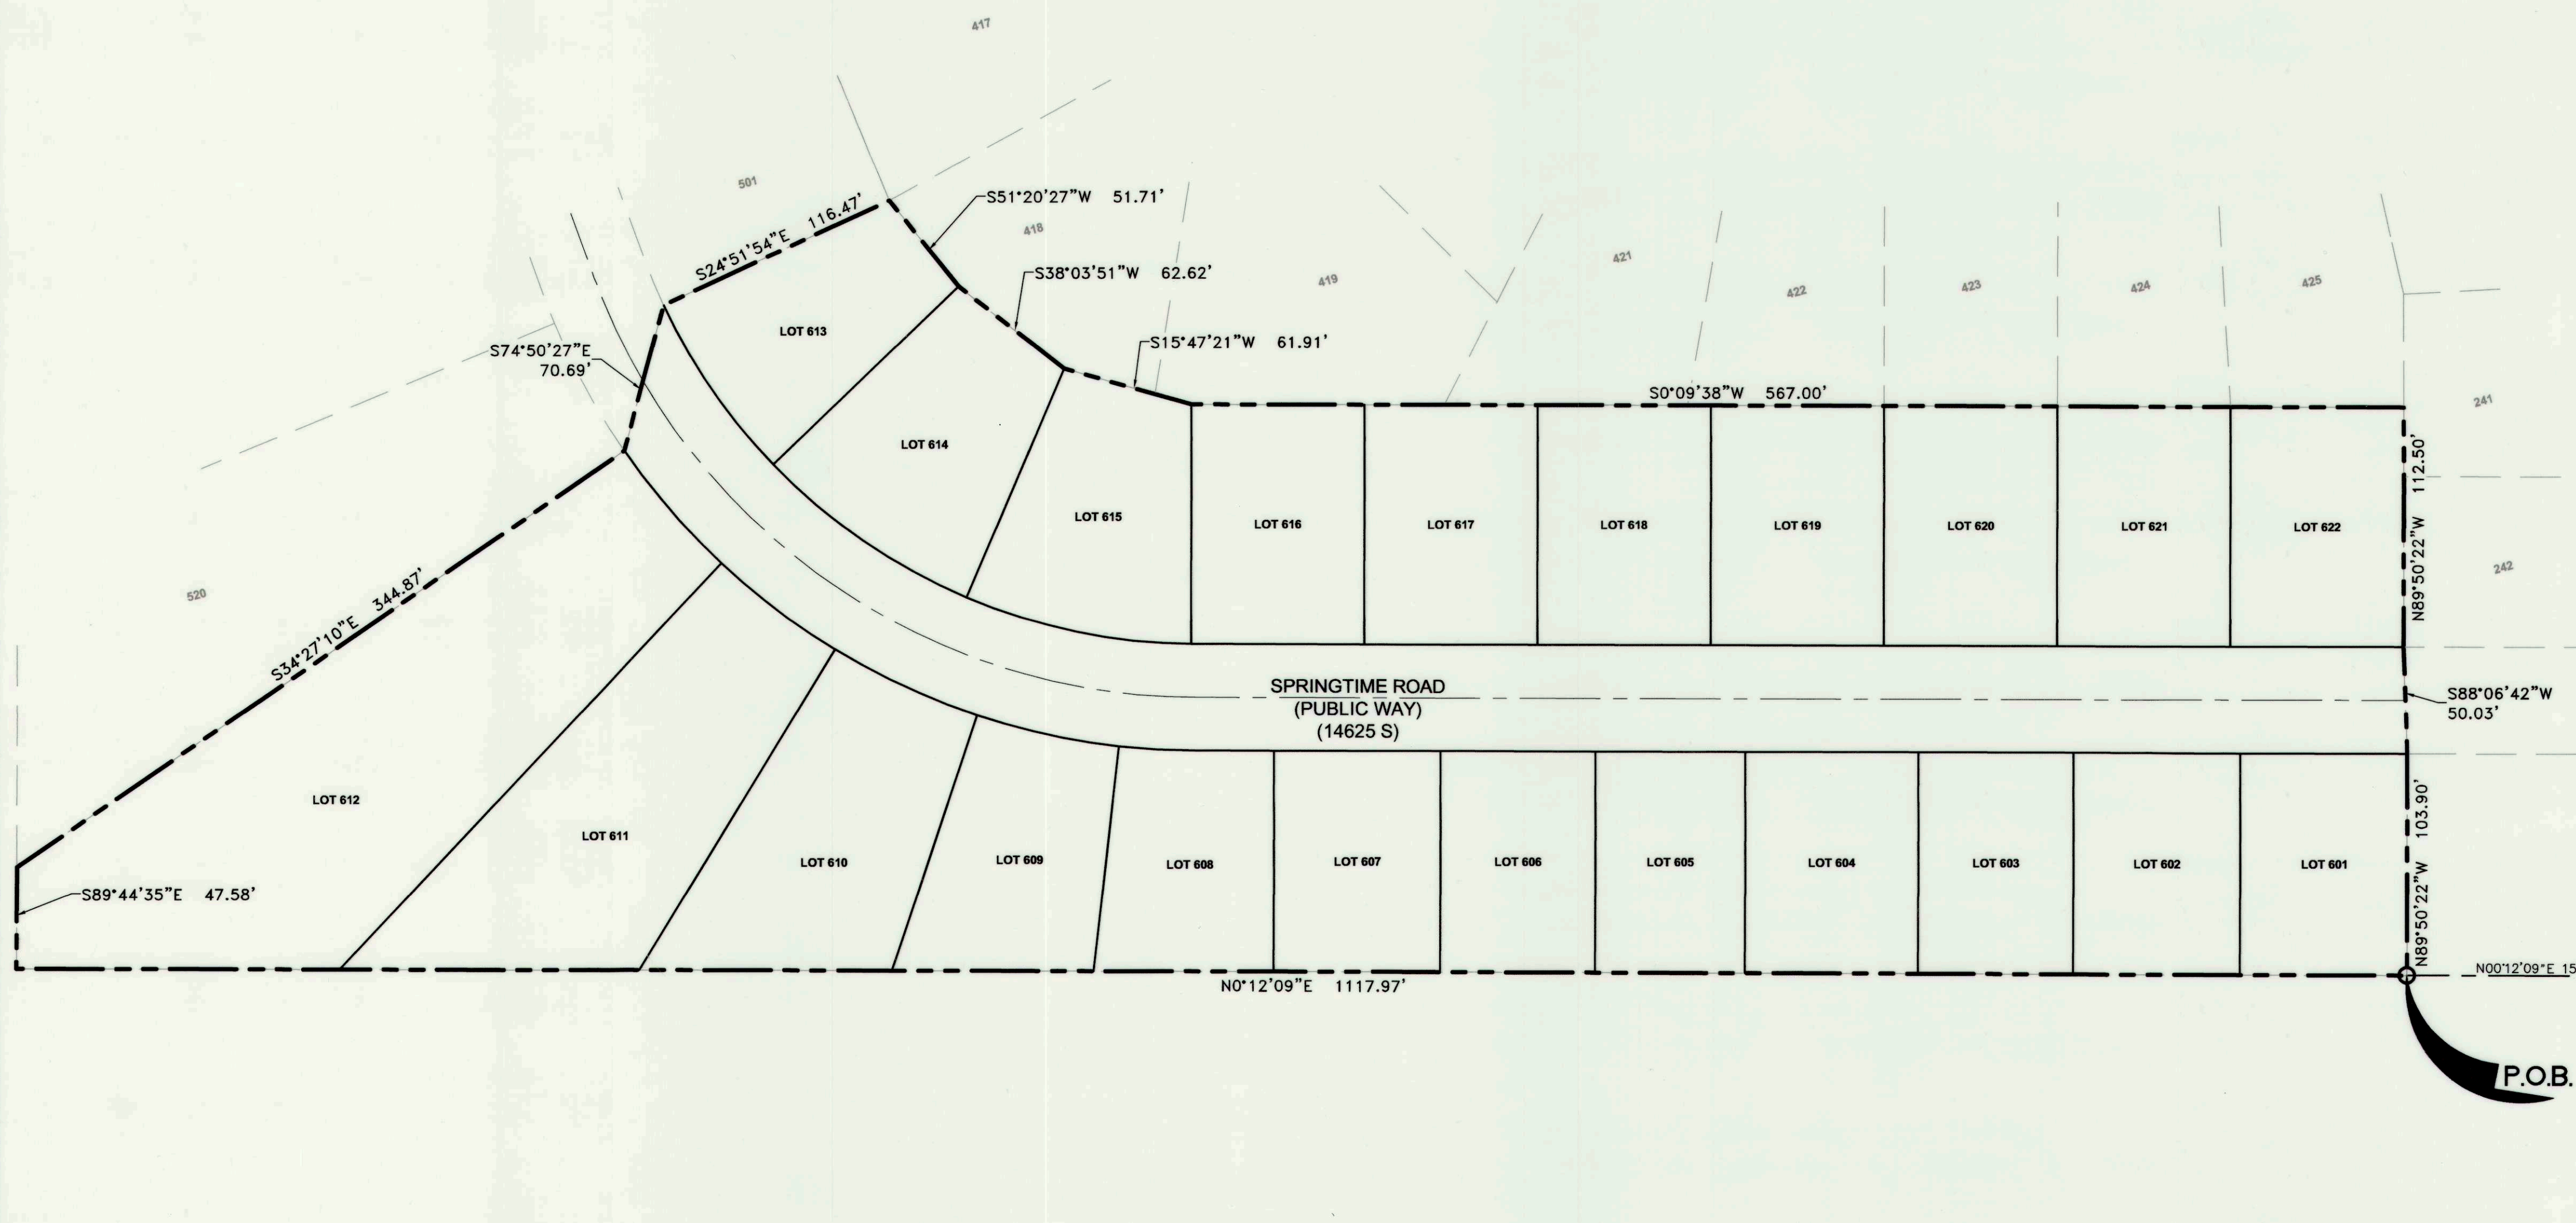 417
501
S51°20'27"W 51.71'
S24°51'54"E 116.47'
418
S38°03'51"W 62.62'
421
419
422
423
424
425
LOT 613
S15°47'21"W 61.91'
S74°50'27"E
70.69'
S0°09'38"W 567.00'
241
LOT 614
N89°50'22"W 112.50'
LOT 615
LOT 616
LOT 617
LOT 618
LOT 619
LOT 620
LOT 621
LOT 622
242
520
S34°27'10"E 344.87'
SPRINGTIME ROAD
(PUBLIC WAY)
(14625 S)
S88°06'42"W
50.03'
LOT 612
LOT 611
LOT 610
LOT 609
LOT 608
LOT 607
LOT 606
LOT 605
LOT 604
LOT 603
LOT 602
LOT 601
N89°50'22"W 103.90'
S89°44'35"E 47.58'
N00°12'09"E 15
N0°12'09"E 1117.97'
P.O.B.